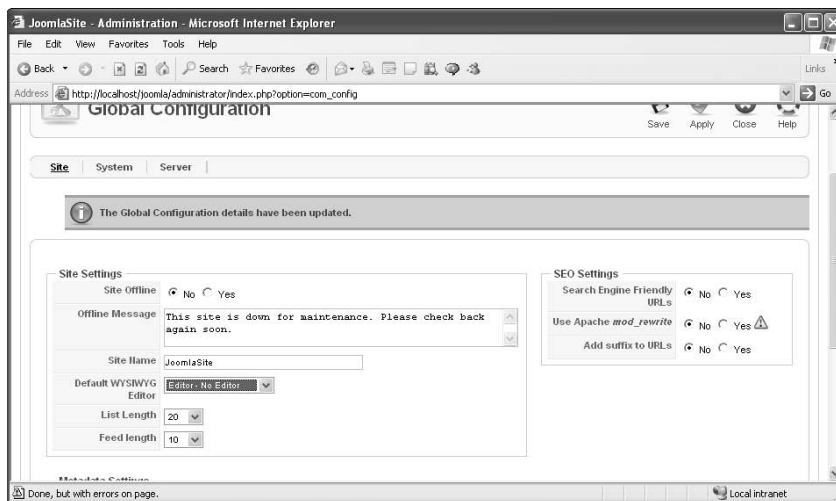 JoomlaSite - Administration - Microsoft Internet Explorer
File Edit View Favorites Tools Help
Back Search Favorites Links
Address http://localhost/joomla/administrator/index.php?option=com_config Go
Global Configuration
Save Apply Close Help
Site System Server
The Global Configuration details have been updated.
Site Settings
Site Offline No Yes
Offline Message This site is down for maintenance. Please check back
again soon.
Site Name JoomlaSite
Default WYSIWYG
Editor
Editor - No Editor
List Length 20
Feed length 10
SEO Settings
Search Engine Friendly
URLs
No Yes
Use Apache mod_rewrite No Yes
Add suffix to URLs No Yes
Metadata Settings
Done, but with errors on page. Local intranet